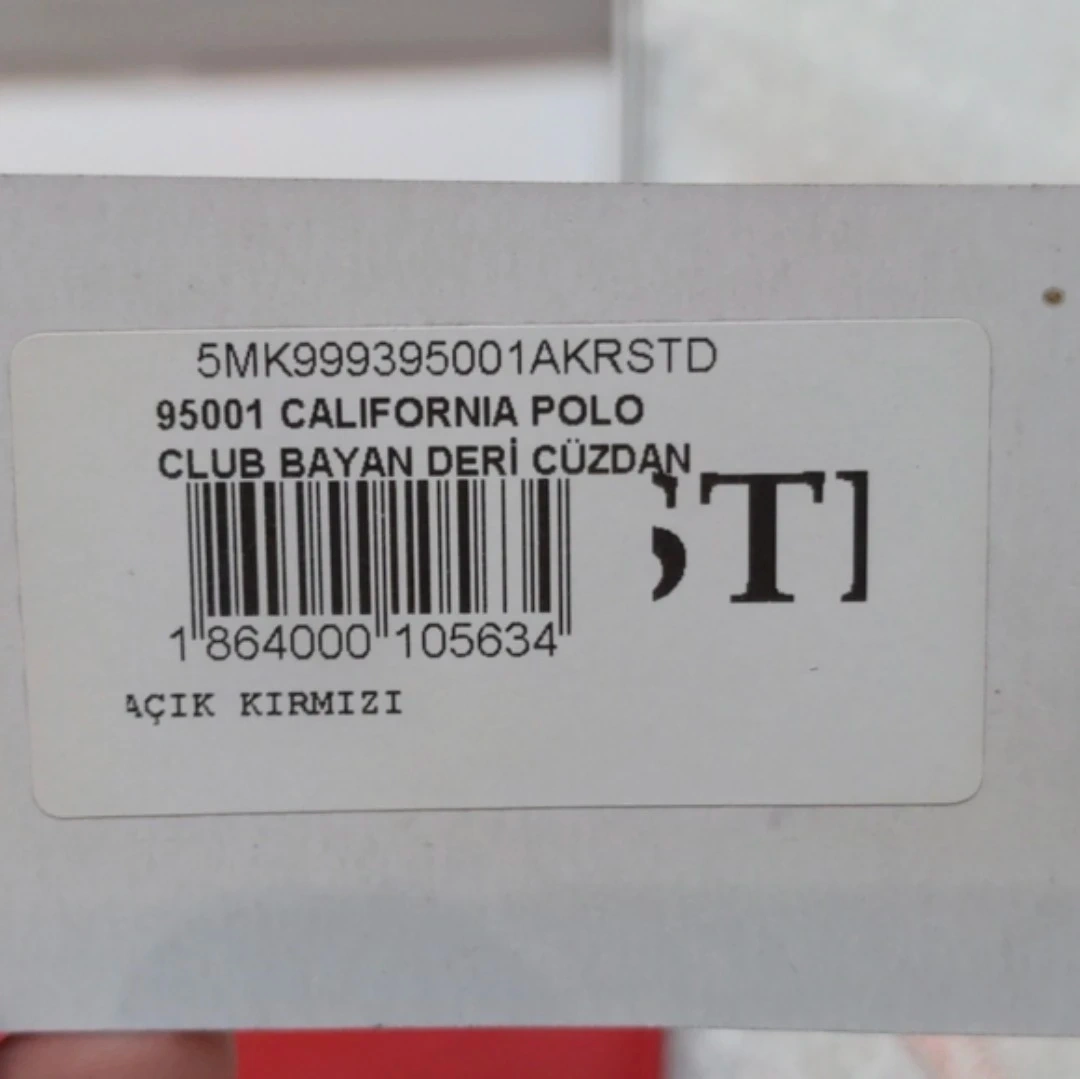 5MK999395001AKRSTD
95001 CALIFORNIA POLO
CLUB BAYAN DERİ CÜZDAN
1 864000 105634
AÇIK KIRMIZI